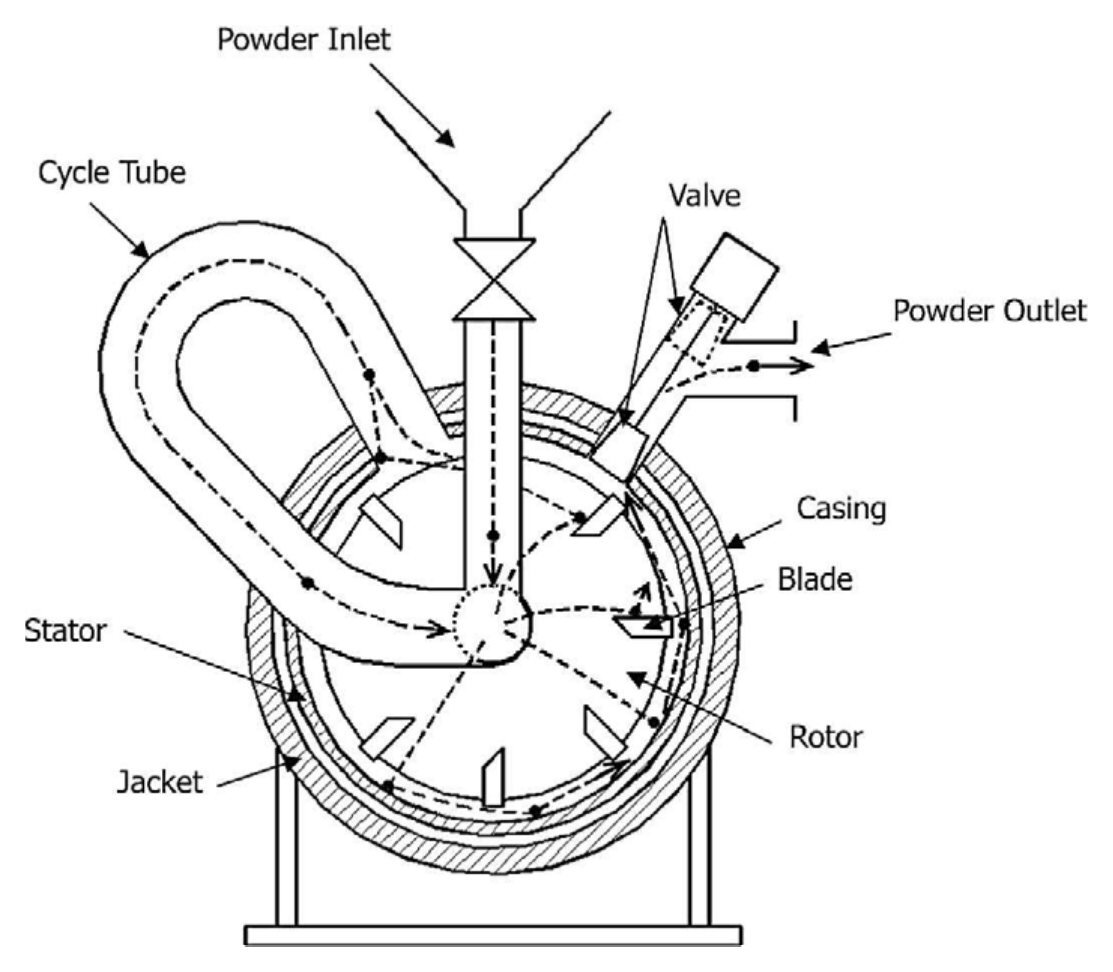 Powder Inlet
Cycle Tube
Valve
Powder Outlet
Casing
Blade
Stator
Rotor
Jacket